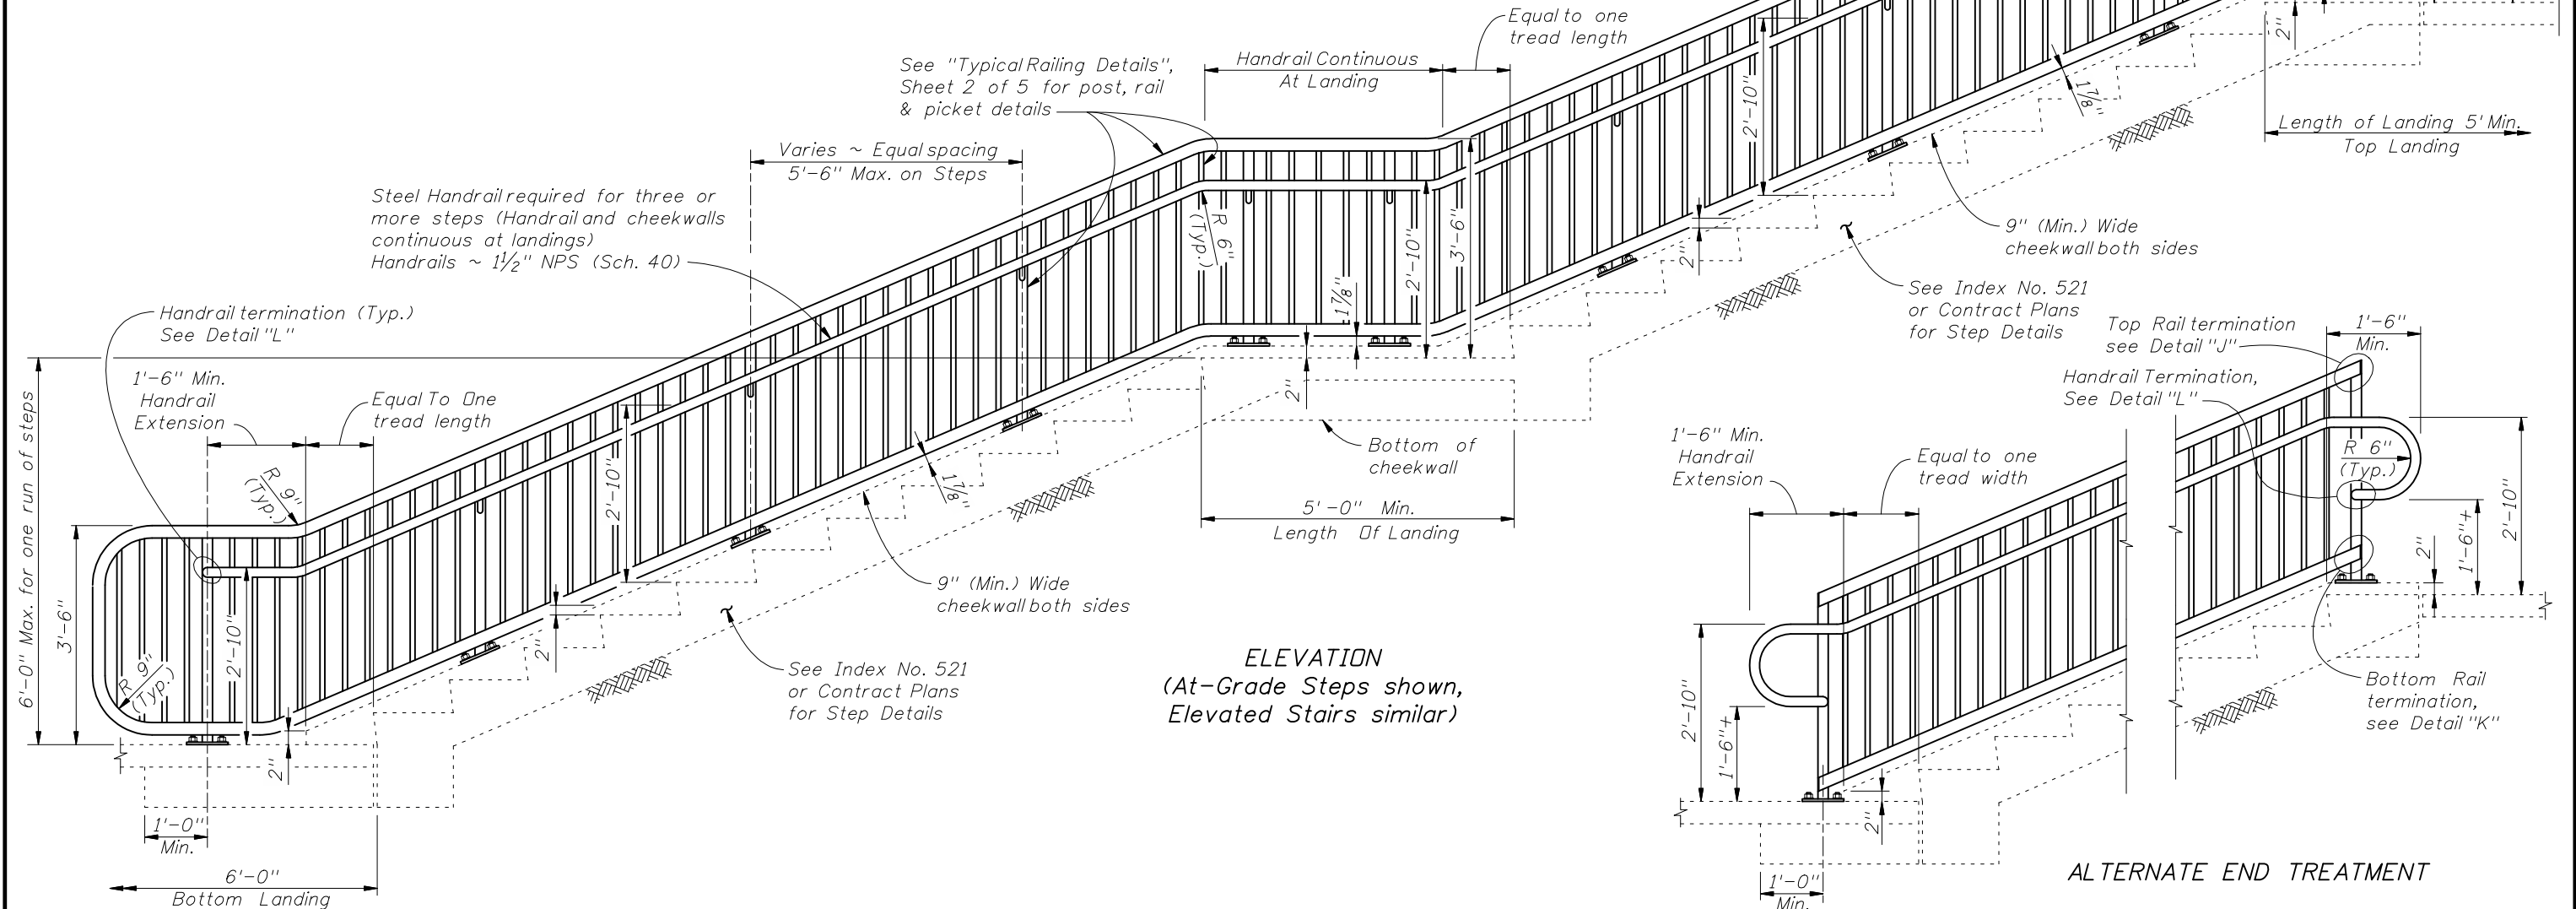 Equal to one
tread length
2"
See "Typical Railing Details",
Sheet 2 of 5 for post, rail
& picket details
Handrail Continuous
At Landing
2'-10"
1⅞"
Length of Landing 5' Min.
Top Landing
Varies ~ Equal spacing
5'-6" Max. on Steps
Steel Handrail required for three or
more steps (Handrail and cheekwalls
continuous at landings)
Handrails ~ 1½" NPS (Sch. 40)
R 6"
(Typ.)
2'-10"
3'-6"
1⅞"
2"
2"
9" (Min.) Wide
cheekwall both sides
See Index No. 521
or Contract Plans
for Step Details
Handrail termination (Typ.)
See Detail "L"
1'-6" Min.
Handrail
Extension
Equal To One
tread length
6'-0" Max. for one run of steps
3'-6"
R 9"
(Typ.)
R 9"
(Typ.)
2'-10"
2'-10"
1⅞"
2"
2"
Bottom of
cheekwall
5'-0" Min.
Length Of Landing
9" (Min.) Wide
cheekwall both sides
See Index No. 521
or Contract Plans
for Step Details
1'-0"
Min.
6'-0"
Bottom Landing
ELEVATION
(At-Grade Steps shown,
Elevated Stairs similar)
Top Rail termination
see Detail "J"
Handrail Termination,
See Detail "L"
1'-6"
Min.
1'-6" Min.
Handrail
Extension
Equal to one
tread width
R 6"
(Typ.)
2"
1'-6"+
2'-10"
2'-10"
1'-6"+
2"
Bottom Rail
termination,
see Detail "K"
1'-0"
Min.
ALTERNATE END TREATMENT